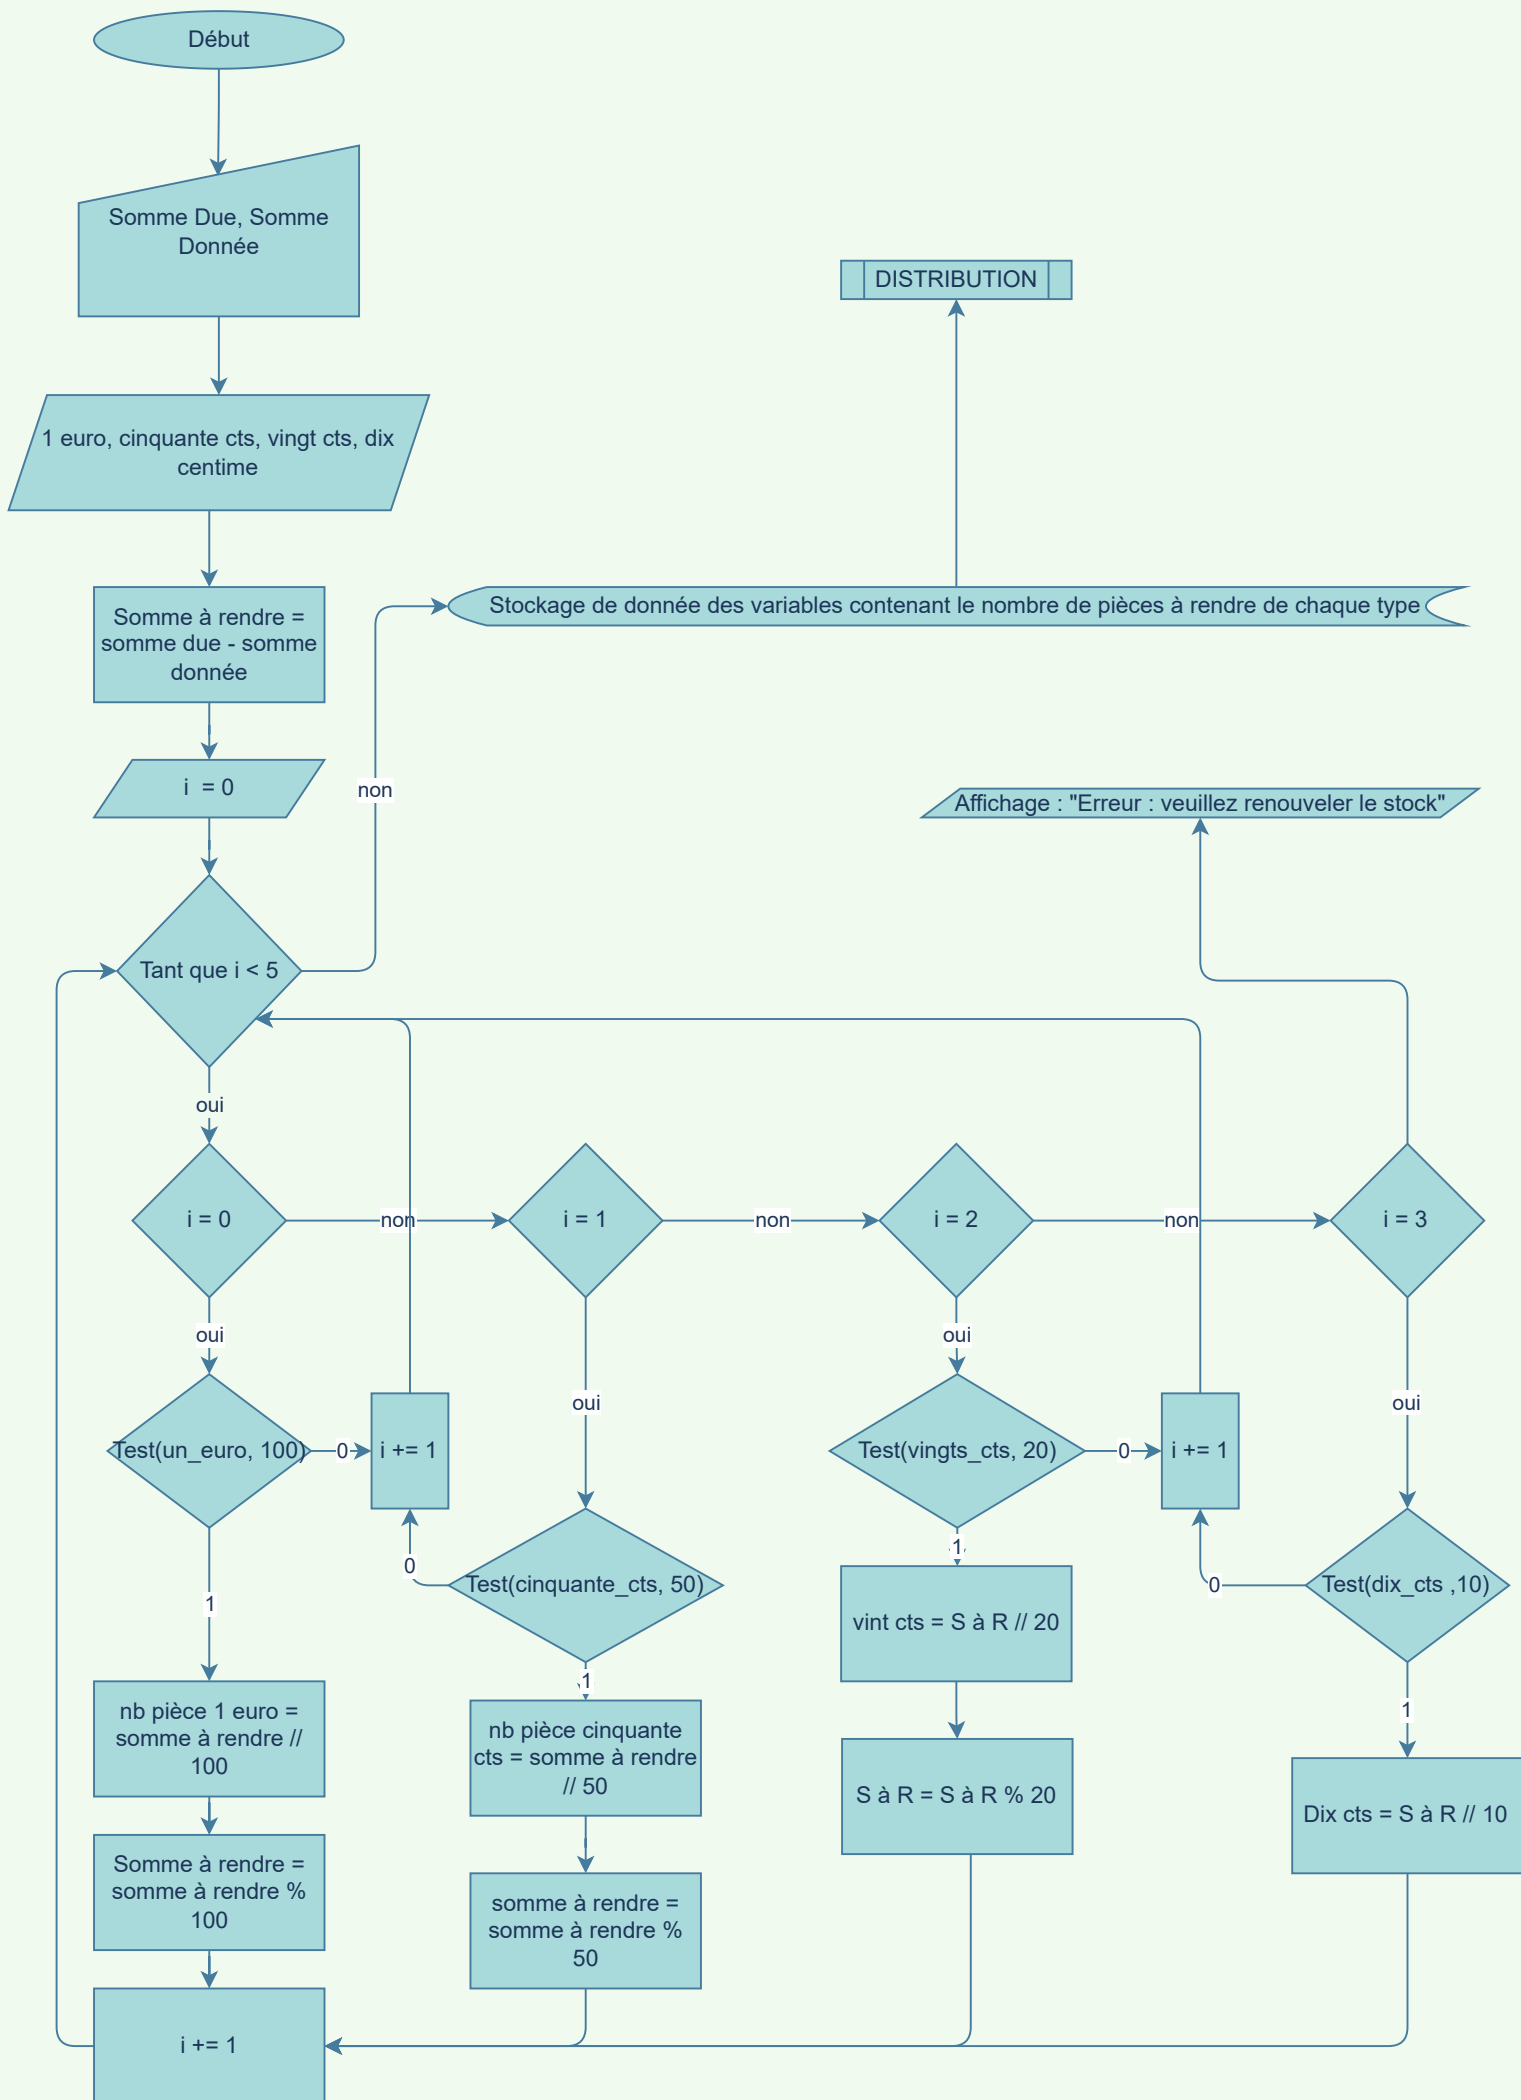 Début
Somme Due, Somme
Donnée
DISTRIBUTION
1 euro, cinquante cts, vingt cts, dix
centime
Somme à rendre =
somme due - somme
donnée
Stockage de donnée des variables contenant le nombre de pièces à rendre de chaque type
i = 0
non
Affichage : "Erreur : veuillez renouveler le stock"
Tant que i < 5
oui
i = 0
non
i = 1
non
i = 2
non
i = 3
oui
oui
oui
oui
Test(un_euro, 100)
0
i += 1
Test(vingts_cts, 20)
0
i += 1
0
Test(cinquante_cts, 50)
0
Test(dix_cts ,10)
1
1
1
1
vint cts = S à R // 20
nb pièce 1 euro =
somme à rendre //
100
nb pièce cinquante
cts = somme à rendre
// 50
S à R = S à R % 20
Dix cts = S à R // 10
Somme à rendre =
somme à rendre %
100
somme à rendre =
somme à rendre %
50
i += 1